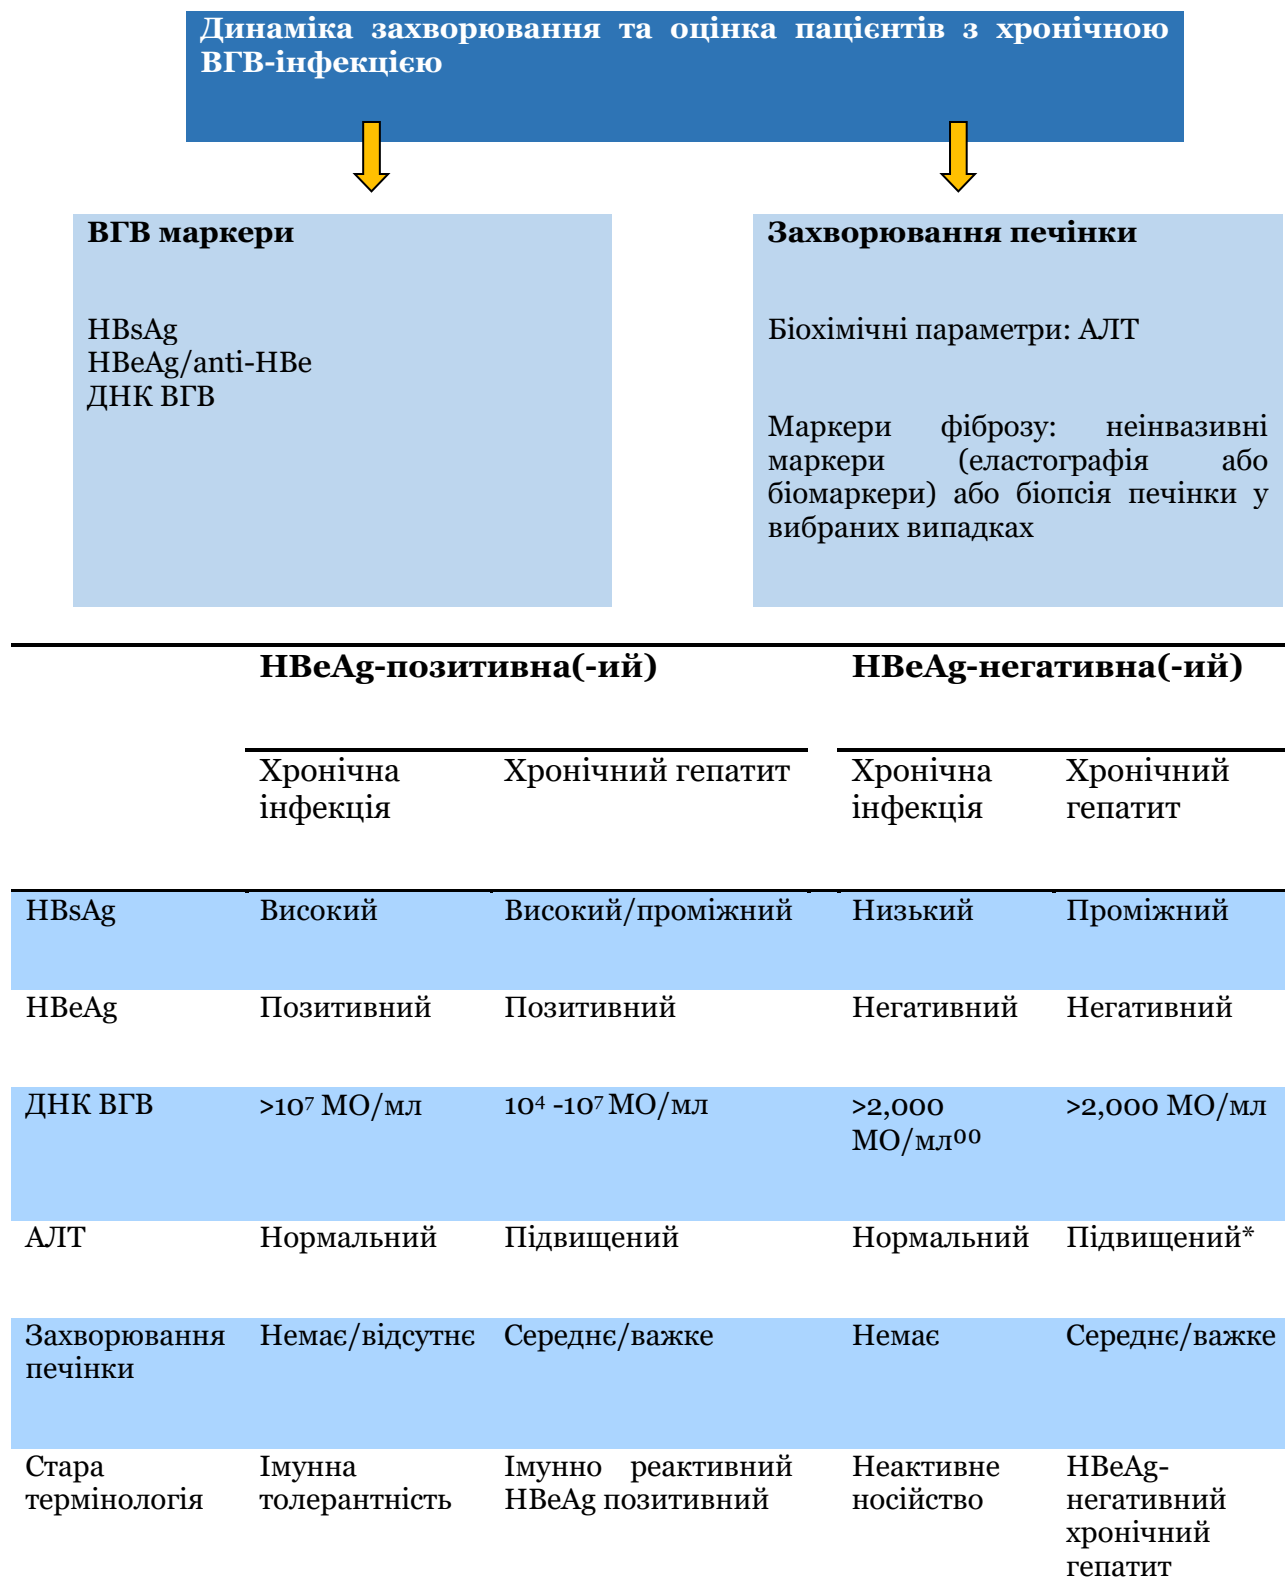 Динаміка захворювання та оцінка пацієнтів з хронічною
ВГВ-інфекцією
ВГВ маркери
HBsAg
HBeAg/anti-HBe
ДНК ВГВ
Захворювання печінки
Біохімічні параметри: АЛТ
Маркери фіброзу: неінвазивні
маркери (еластографія або
біомаркери) або біопсія печінки у
вибраних випадках
HBeAg-позитивна(-ий) HBeAg-негативна(-ий)
Хронічна Хронічний гепатит Хронічна Хронічний
інфекція інфекція гепатит
HBsAg Високий Високий/проміжний Низький Проміжний
HBeAg Позитивний Позитивний Негативний Негативний
ДНК ВГВ >10⁷ МО/мл 10⁴ -10⁷ МО/мл >2,000 >2,000 МО/мл
МО/мл⁰⁰
АЛТ Нормальний Підвищений Нормальний Підвищений*
Захворювання Немає/відсутнє Середнє/важке Немає Середнє/важке
печінки
Стара Імунна Імунно реактивний Неактивне HBeAg-
термінологія толерантність HBeAg позитивний носійство негативний
хронічний
гепатит